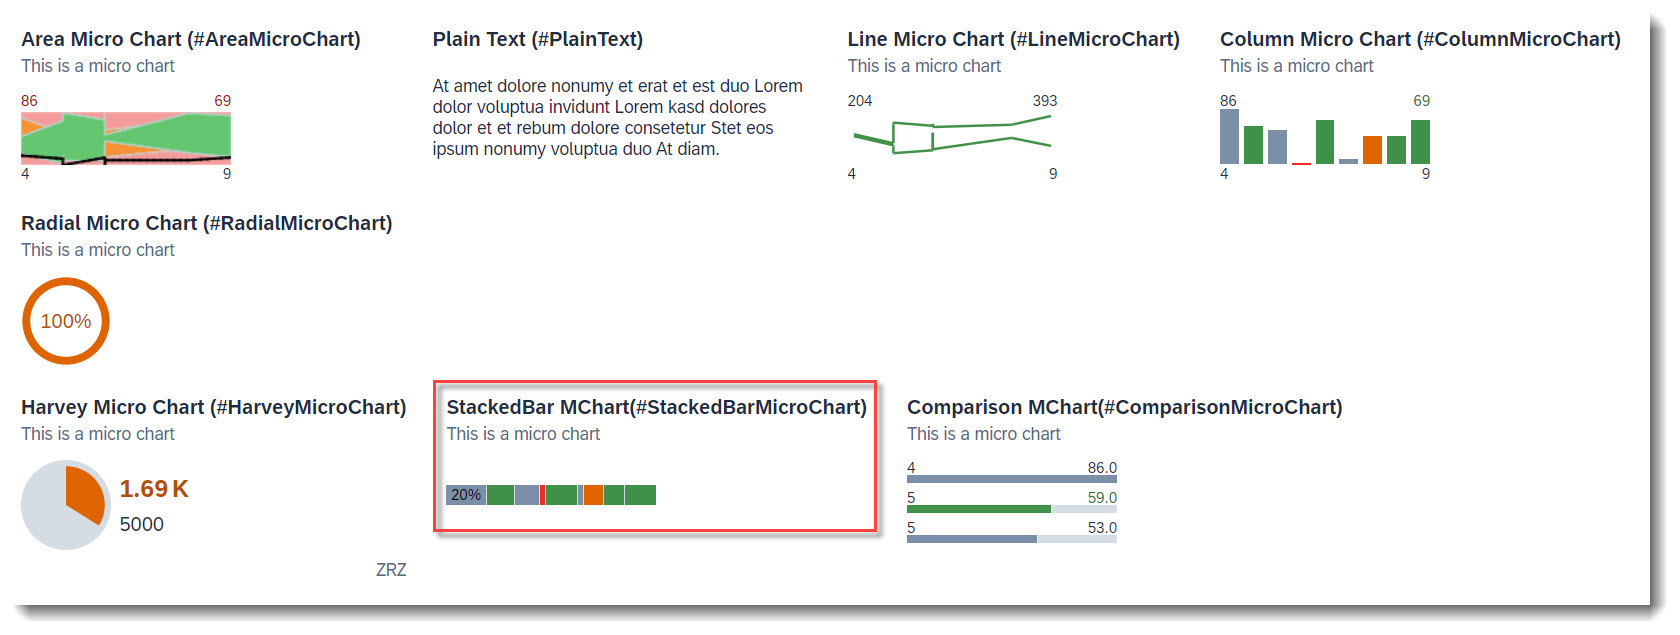 Area Micro Chart (#AreaMicroChart)
This is a micro chart
86 69
4 9
Plain Text (#PlainText)
At amet dolore nonumy et erat et est duo Lorem
dolor voluptua invidunt Lorem kasd dolores
dolor et et rebum dolore consetetur Stet eos
ipsum nonumy voluptua duo At diam.
Line Micro Chart (#LineMicroChart)
This is a micro chart
204 393
4 9
Column Micro Chart (#ColumnMicroChart)
This is a micro chart
86 69
4 9
Radial Micro Chart (#RadialMicroChart)
This is a micro chart
100%
Harvey Micro Chart (#HarveyMicroChart)
This is a micro chart
1.69 K
5000
ZRZ
StackedBar MChart(#StackedBarMicroChart)
This is a micro chart
20%
Comparison MChart(#ComparisonMicroChart)
This is a micro chart
4 86.0
5 59.0
5 53.0